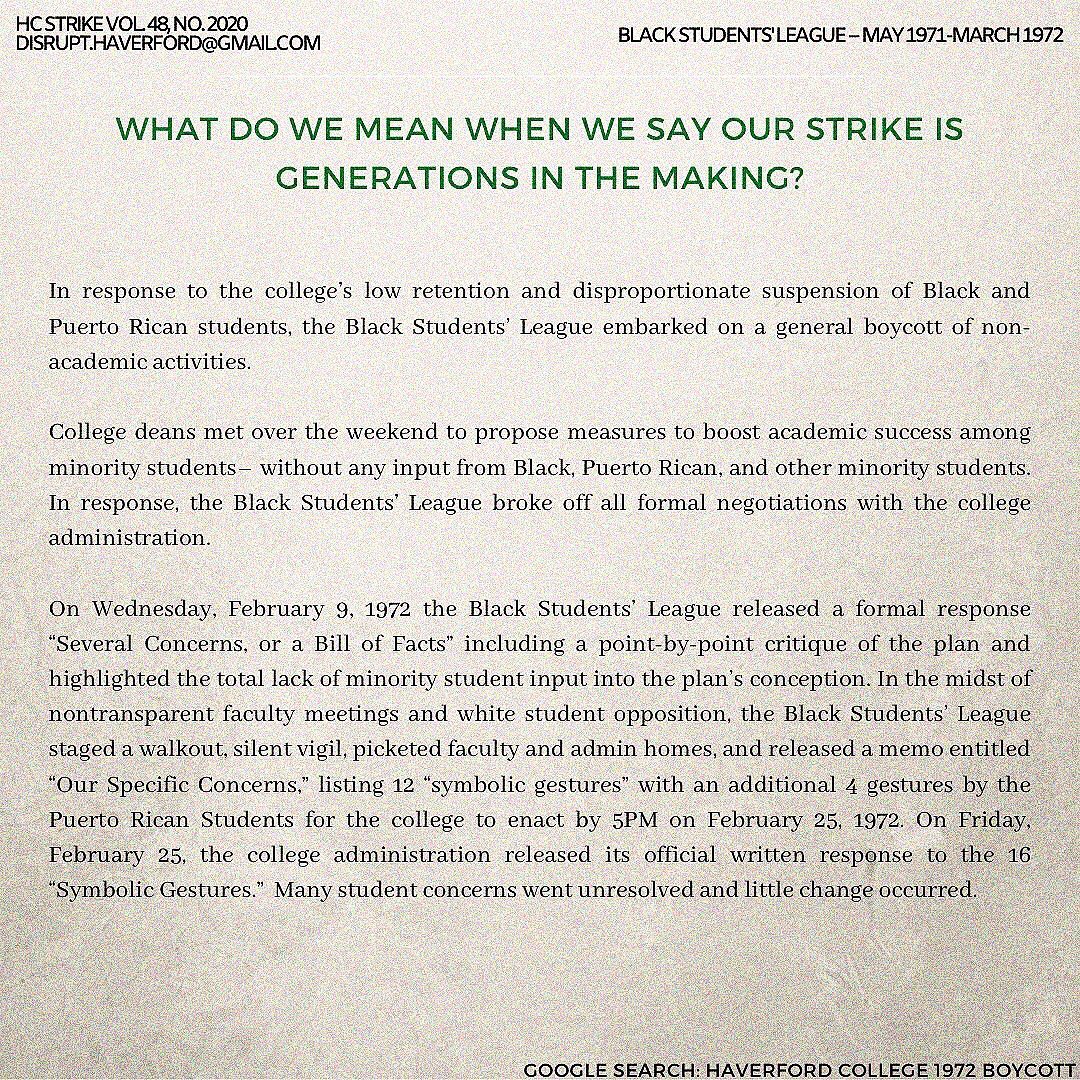 HC STRIKE VOL. 48, NO. 2020
DISRUPT.HAVERFORD@GMAIL.COM
BLACK STUDENTS' LEAGUE – MAY 1971-MARCH 1972
WHAT DO WE MEAN WHEN WE SAY OUR STRIKE IS
GENERATIONS IN THE MAKING?
In response to the college’s low retention and disproportionate suspension of Black and
Puerto Rican students, the Black Students’ League embarked on a general boycott of non-
academic activities.
College deans met over the weekend to propose measures to boost academic success among
minority students– without any input from Black, Puerto Rican, and other minority students.
In response, the Black Students’ League broke off all formal negotiations with the college
administration.
On Wednesday, February 9, 1972 the Black Students’ League released a formal response
“Several Concerns, or a Bill of Facts” including a point-by-point critique of the plan and
highlighted the total lack of minority student input into the plan’s conception. In the midst of
nontransparent faculty meetings and white student opposition, the Black Students’ League
staged a walkout, silent vigil, picketed faculty and admin homes, and released a memo entitled
“Our Specific Concerns,” listing 12 “symbolic gestures” with an additional 4 gestures by the
Puerto Rican Students for the college to enact by 5PM on February 25, 1972. On Friday,
February 25, the college administration released its official written response to the 16
“Symbolic Gestures.” Many student concerns went unresolved and little change occurred.
GOOGLE SEARCH: HAVERFORD COLLEGE 1972 BOYCOTT